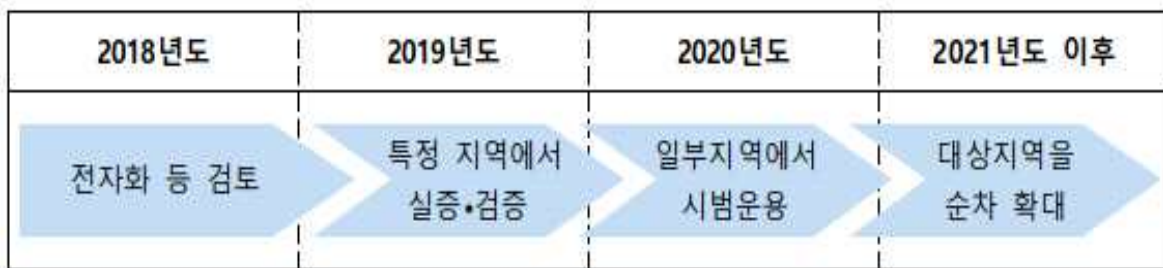 2018년도
2019년도
2020년도
2021년도 이후
전자화 등 검토
특정 지역에서
실증•검증
일부지역에서
시범운용
대상지역을
순차 확대